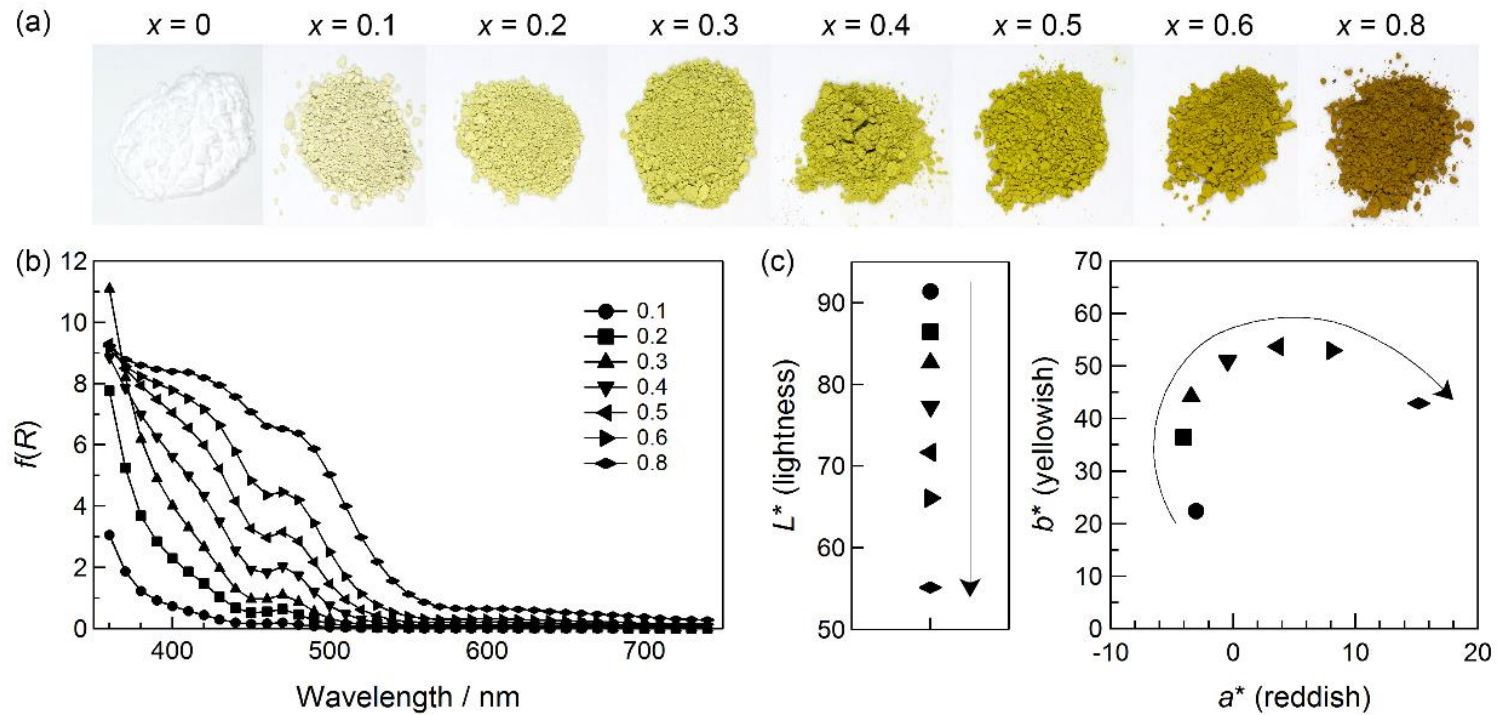 (a)
x = 0 x = 0.1 x = 0.2 x = 0.3 x = 0.4 x = 0.5 x = 0.6 x = 0.8
(b)
12
10
8
6
4
2
0
f(R)
400 500 600 700
Wavelength / nm
0.1
0.2
0.3
0.4
0.5
0.6
0.8
(c)
90
80
70
60
50
L* (lightness)
70
60
50
40
30
20
10
0
b* (yellowish)
-10 0 10 20
a* (reddish)